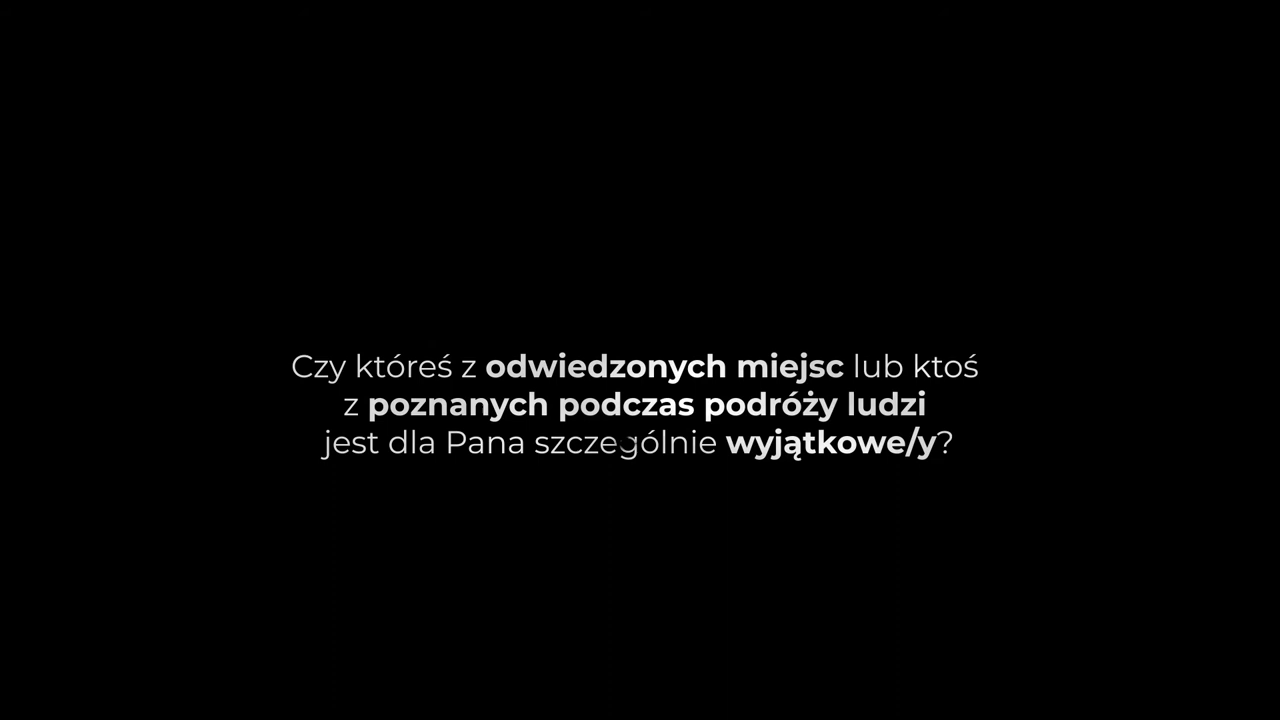 Czy któreś z odwiedzonych miejsc lub ktoś
z poznanych podczas podróży ludzi
jest dla Pana szczególnie wyjątkowe/y?